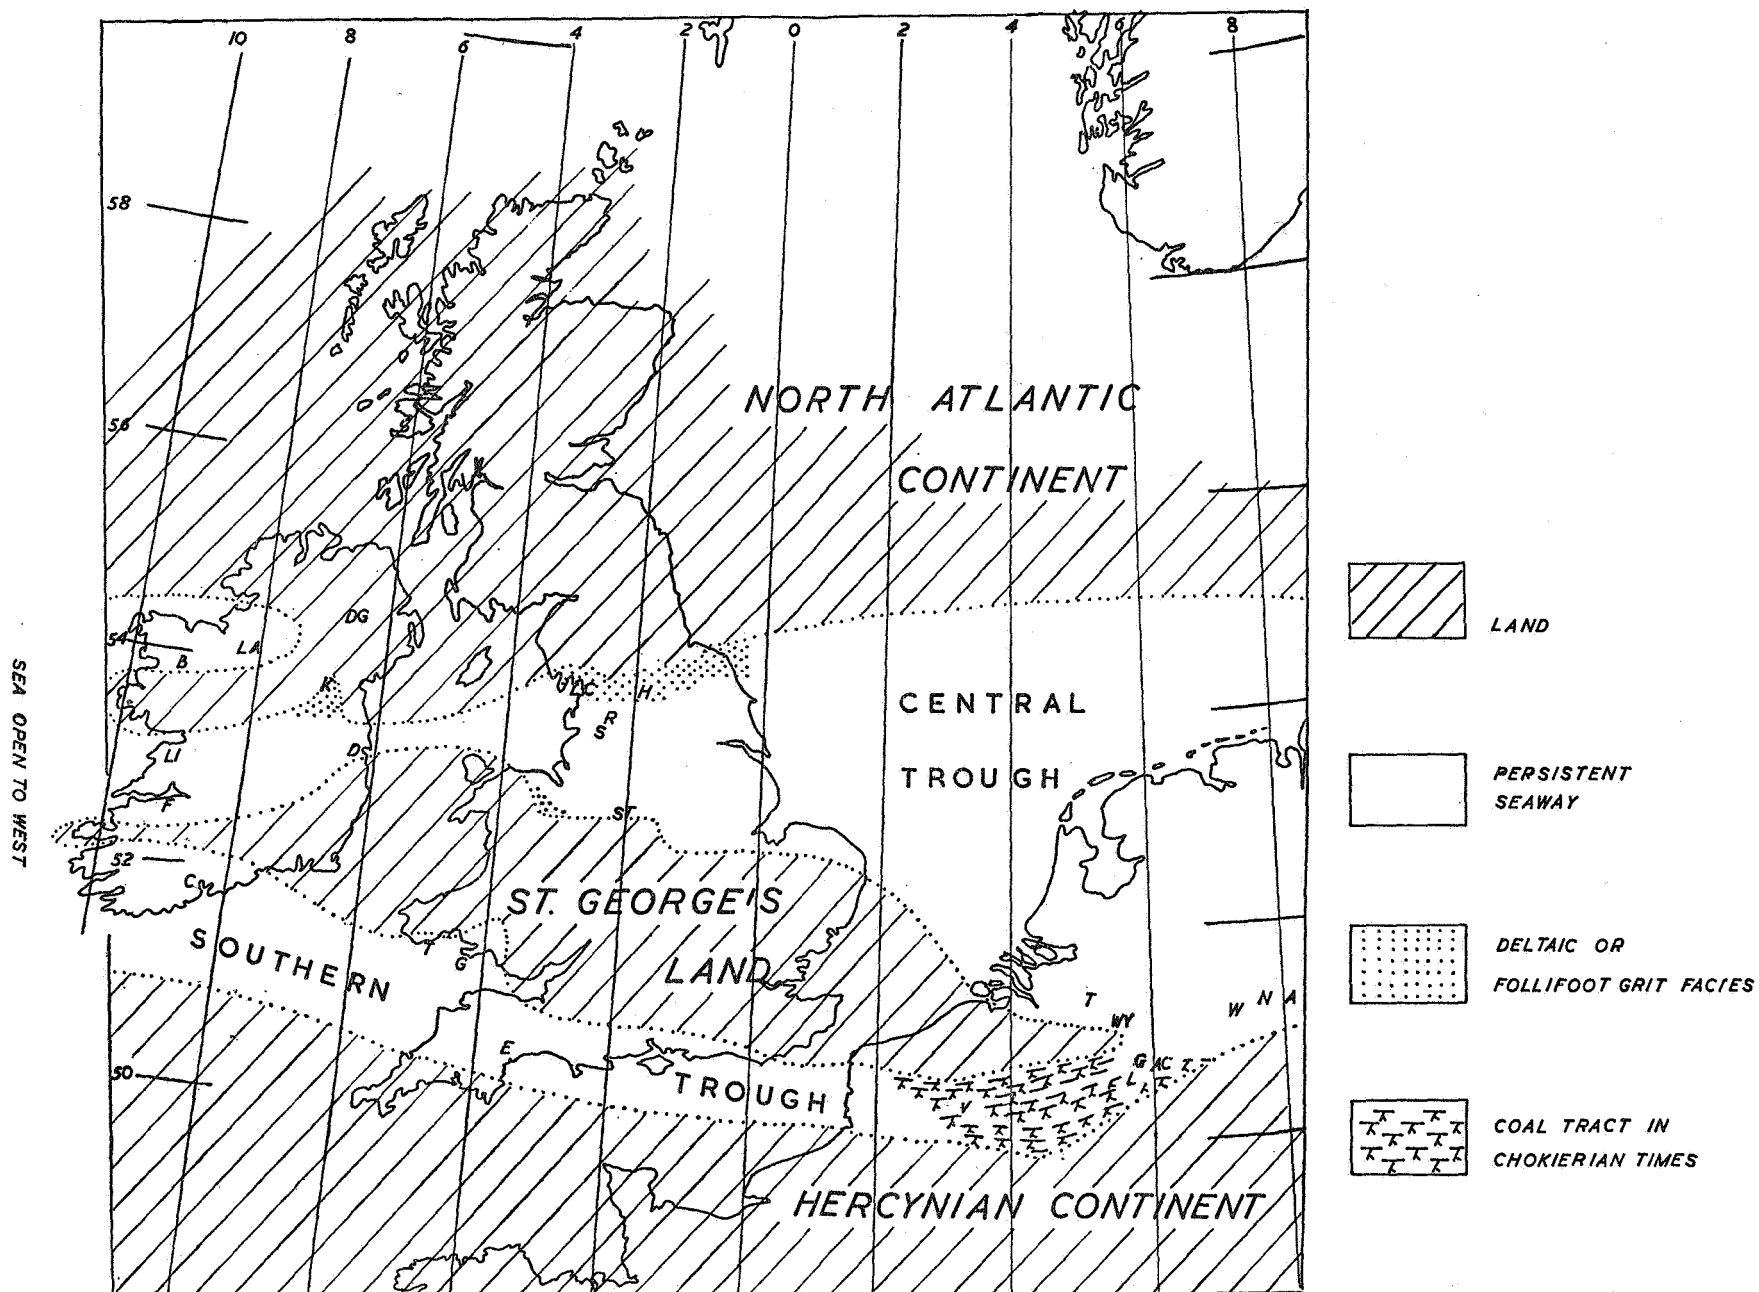 10 8 6 4 2 0 2 4 6 8
58
56
54
52
50
NORTH ATLANTIC
CONTINENT
CENTRAL
TROUGH
ST. GEORGE'S
LAND
SOUTHERN
TROUGH
HERCYNIAN CONTINENT
SEA OPEN TO WEST
DG
LA
B
K
C
H
R
S
D
LI
F
ST
C
T
G
E
T
WY
W
N
A
G
AC
L
V
LAND
PERSISTENT
SEAWAY
DELTAIC OR
FOLLIFOOT GRIT FACIES
COAL TRACT IN
CHOKIERIAN TIMES